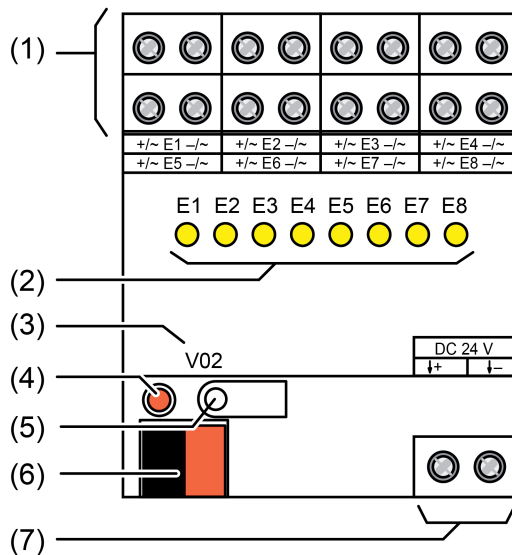 (1)
+/~ E1 –/~ +/~ E2 –/~ +/~ E3 –/~ +/~ E4 –/~
+/~ E5 –/~ +/~ E6 –/~ +/~ E7 –/~ +/~ E8 –/~
E1 E2 E3 E4 E5 E6 E7 E8
(2)
(3)
V02
DC 24 V
+ –
(4)
(5)
(6)
(7)